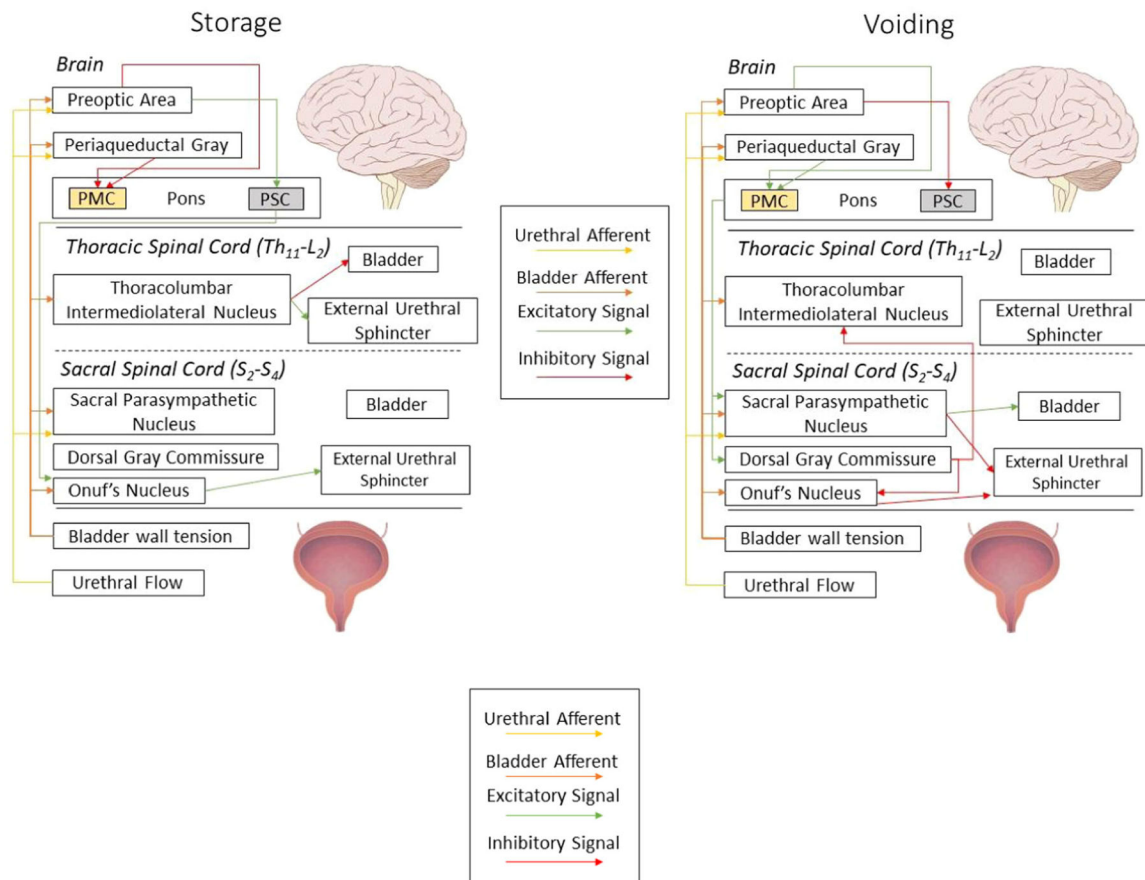 Storage
Brain
Preoptic Area
Periaqueductal Gray
PMC Pons PSC
Thoracic Spinal Cord (Th₁₁-L₂)
Bladder
Thoracolumbar
Intermediolateral Nucleus
External Urethral
Sphincter
Sacral Spinal Cord (S₂-S₄)
Sacral Parasympathetic
Nucleus
Bladder
Dorsal Gray Commissure
External Urethral
Sphincter
Onuf's Nucleus
Bladder wall tension
Urethral Flow
Urethral Afferent
Bladder Afferent
Excitatory Signal
Inhibitory Signal
Voiding
Brain
Preoptic Area
Periaqueductal Gray
PMC Pons PSC
Thoracic Spinal Cord (Th₁₁-L₂)
Bladder
Thoracolumbar
Intermediolateral Nucleus
External Urethral
Sphincter
Sacral Spinal Cord (S₂-S₄)
Sacral Parasympathetic
Nucleus
Bladder
Dorsal Gray Commissure
External Urethral
Sphincter
Onuf's Nucleus
Bladder wall tension
Urethral Flow
Urethral Afferent
Bladder Afferent
Excitatory Signal
Inhibitory Signal